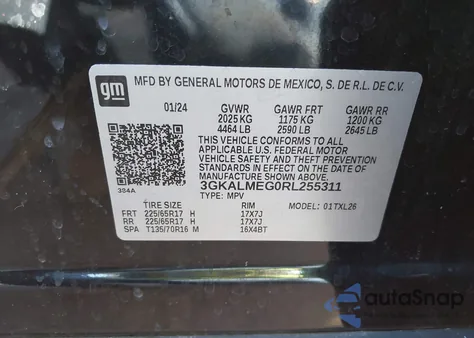 gm
MFD BY GENERAL MOTORS DE MEXICO, S. DE R.L. DE C.V.
01/24 GVWR GAWR FRT GAWR RR
2025 KG 1175 KG 1200 KG
4464 LB 2590 LB 2645 LB
THIS VEHICLE CONFORMS TO ALL
APPLICABLE U.S. FEDERAL MOTOR
VEHICLE SAFETY, BUMPER, AND THEFT
PREVENTION STANDARDS IN EFFECT ON THE
DATE OF MANUFACTURE SHOWN ABOVE.
3GKALMEG0RL255311
384A TYPE: MPV
TIRE SIZE RIM MODEL: 01TXL26
FRT 225/65R17 H 17X7J
RR 225/65R17 H 17X7J
SPA T135/70R16 M 16X4BT
autoSnap